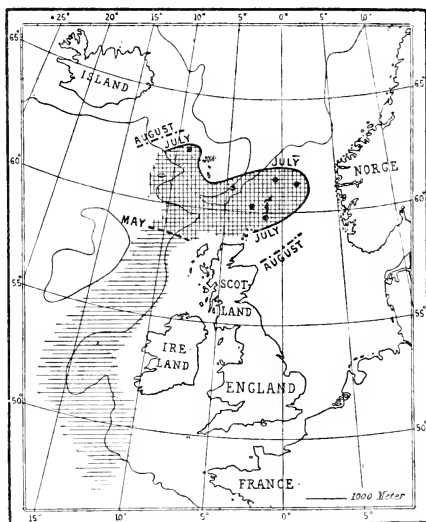 25° 20° 15° 10° 5° 0° 5°
65° 65°
ISLAND
AUGUST
JULY
JULY
60° NORGE 60
MAY
JULY
AUGUST
SCOT-
LAND
55° 55
IRE-
LAND
ENGLAND
50° 50
FRANCE
1000 Meter
15° 10° 5° 0° 5°